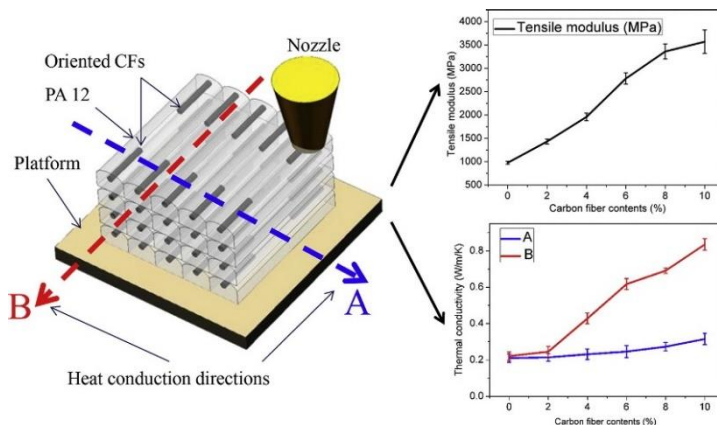 Oriented CFs
PA 12
Platform
Nozzle
B
A
Heat conduction directions
Tensile modulus (MPa)
4000
3500
3000
2500
2000
1500
1000
500
Tensile modulus (MPa)
0 2 4 6 8 10
Carbon fiber contents (%)
Thermal conductivity (W/m/K)
0.8
0.6
0.4
0.2
0.0
A
B
0 2 4 6 8 10
Carbon fiber contents (%)